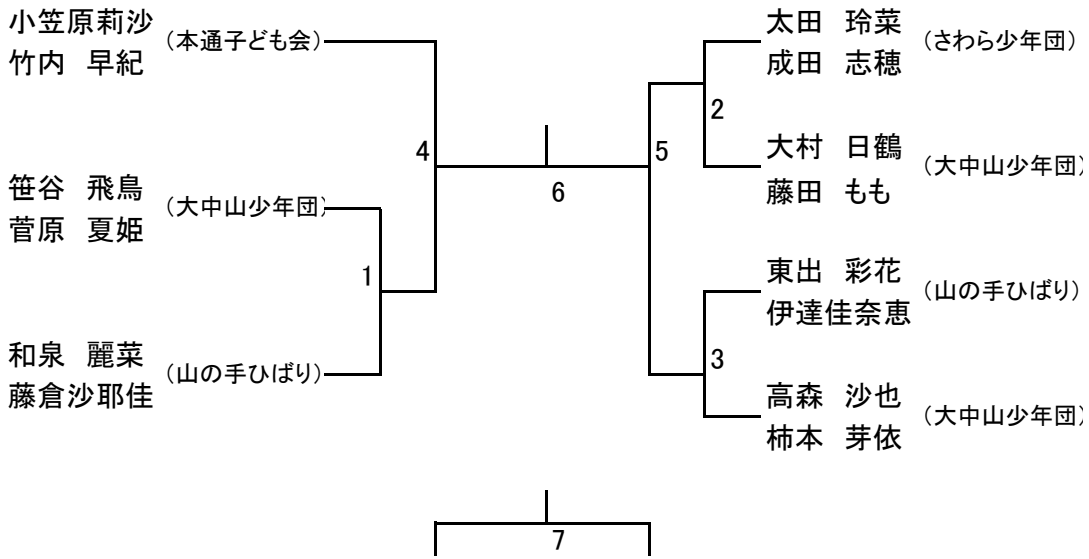 小笠原莉沙
(本通子ども会)
竹内 早紀
4
笹谷 飛鳥
(大中山少年団)
菅原 夏姫
1
和泉 麗菜
(山の手ひばり)
藤倉沙耶佳
6
5
太田 玲菜
(さわら少年団)
成田 志穂
2
大村 日鶴
(大中山少年団)
藤田 もも
東出 彩花
(山の手ひばり)
伊達佳奈恵
3
高森 沙也
(大中山少年団)
柿本 芽依
7